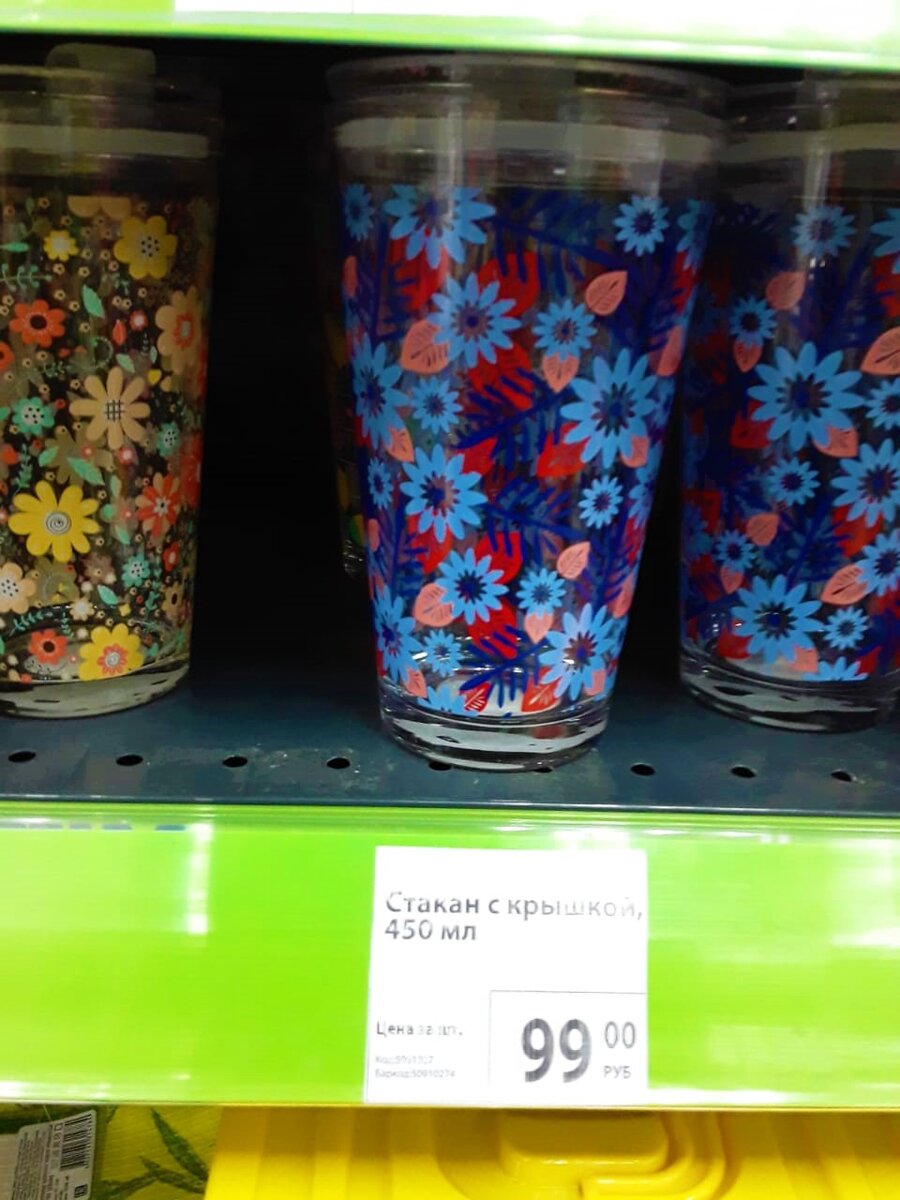 Стакан с крышкой,
450 мл
Цена за шт.
99 00
РУБ